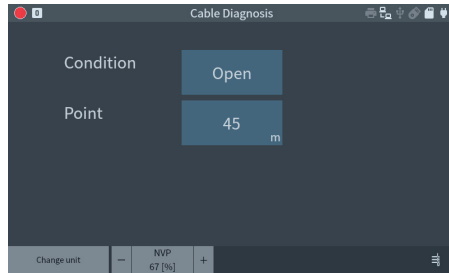 0 Cable Diagnosis
Condition Open
Point 45 m
Change unit − NVP +
67 [%]